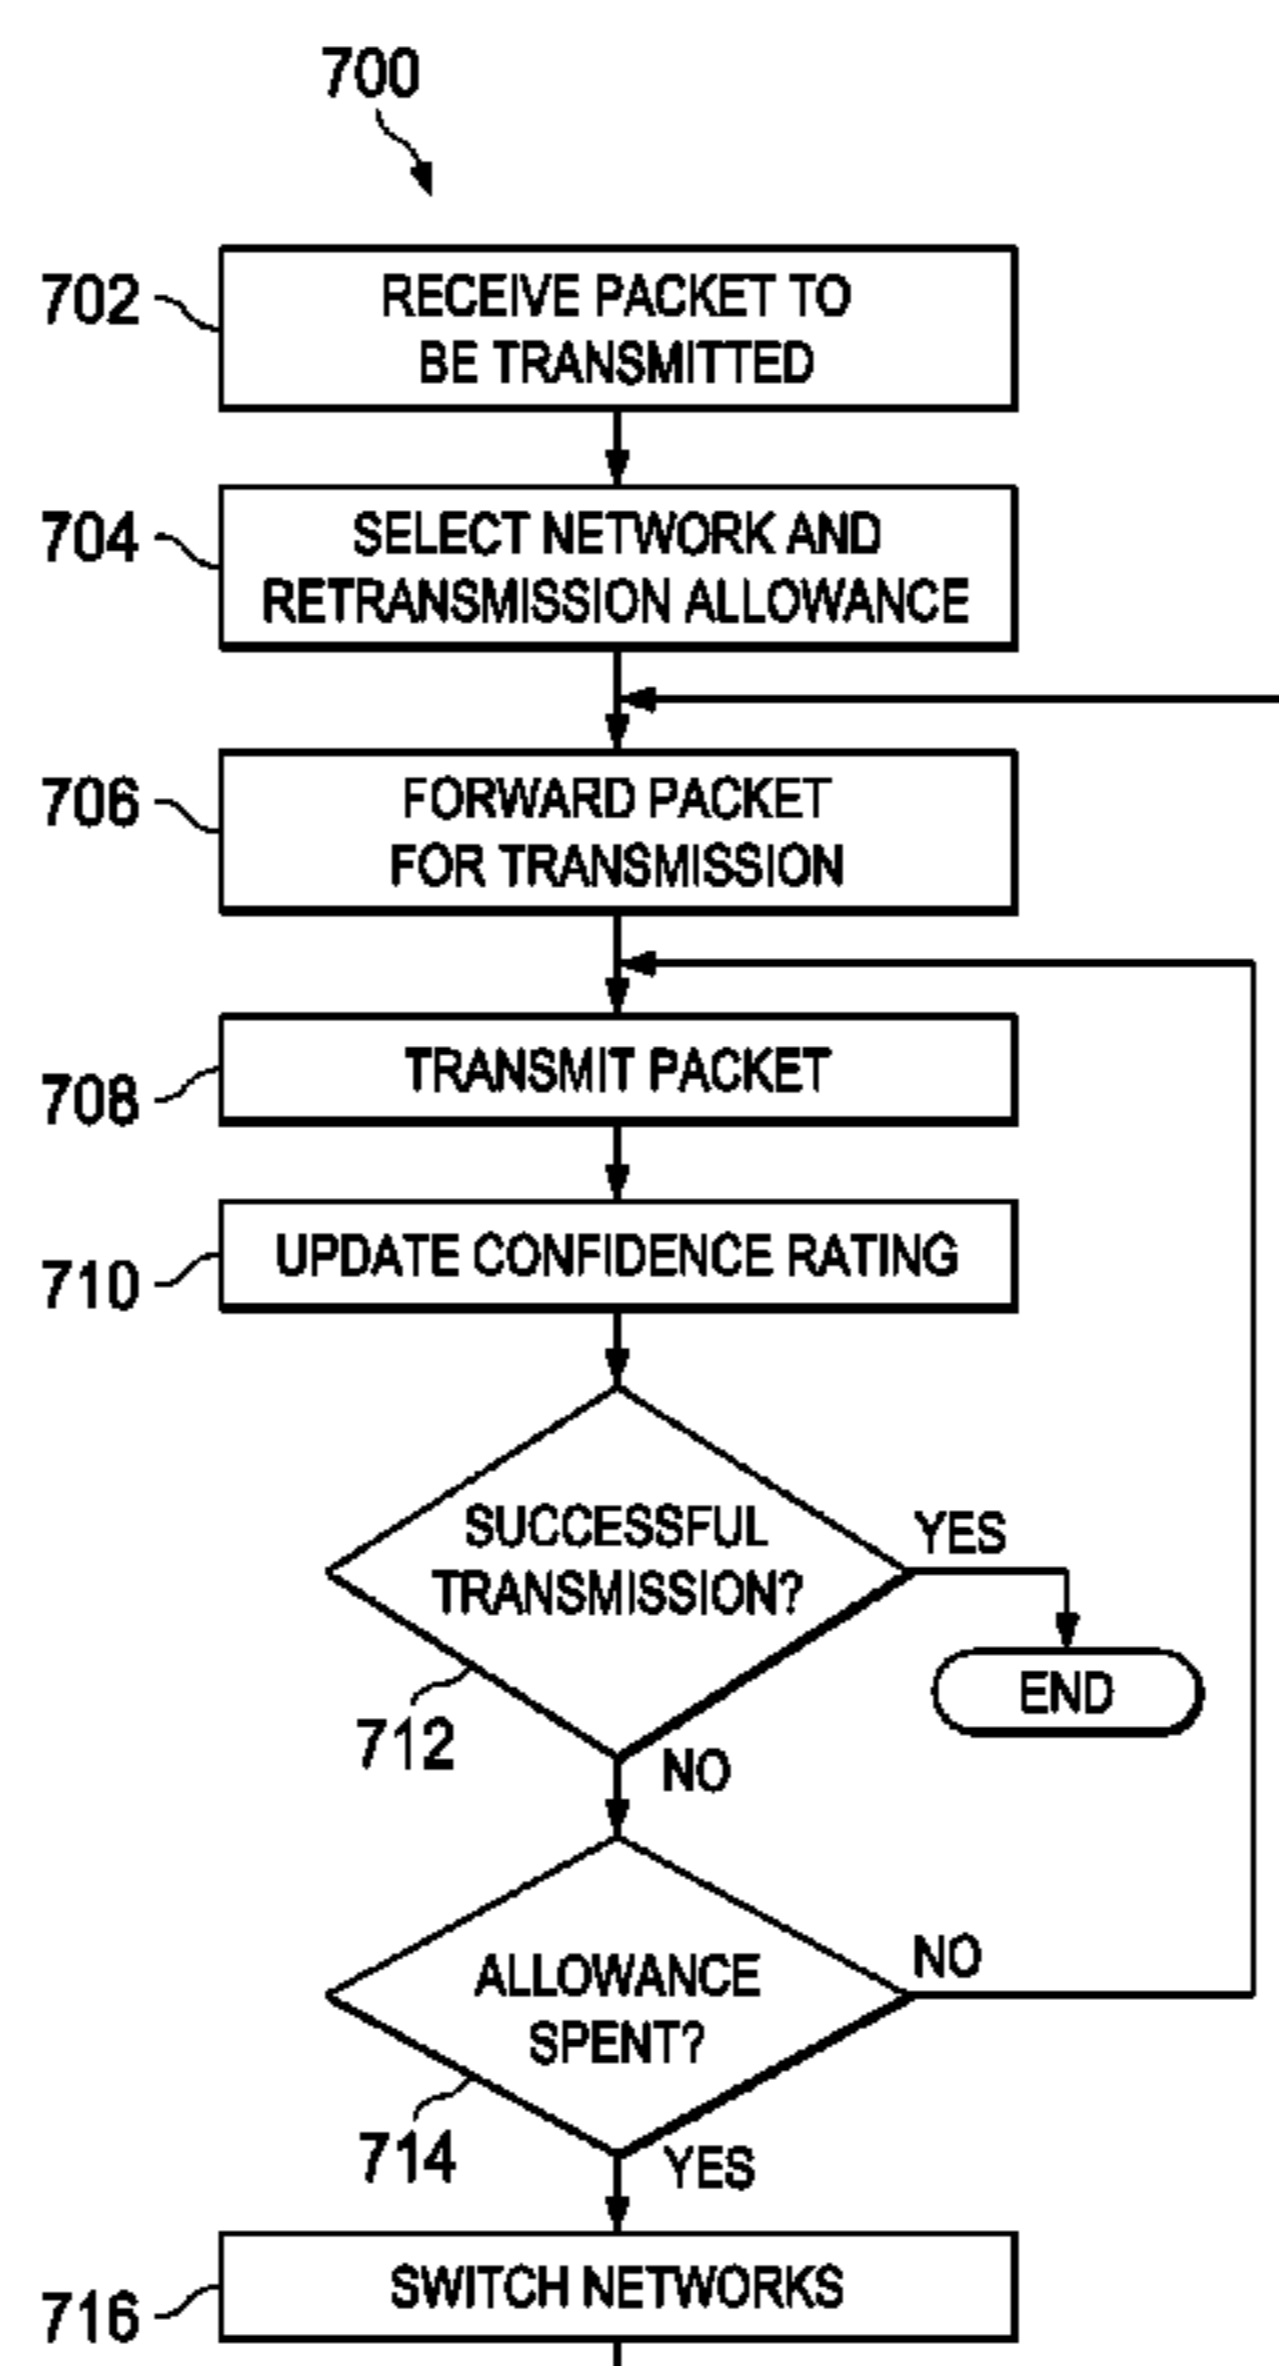 700
702
RECEIVE PACKET TO
BE TRANSMITTED
704
SELECT NETWORK AND
RETRANSMISSION ALLOWANCE
706
FORWARD PACKET
FOR TRANSMISSION
708
TRANSMIT PACKET
710
UPDATE CONFIDENCE RATING
SUCCESSFUL
TRANSMISSION?
YES
END
712
NO
ALLOWANCE
SPENT?
NO
714
YES
716
SWITCH NETWORKS